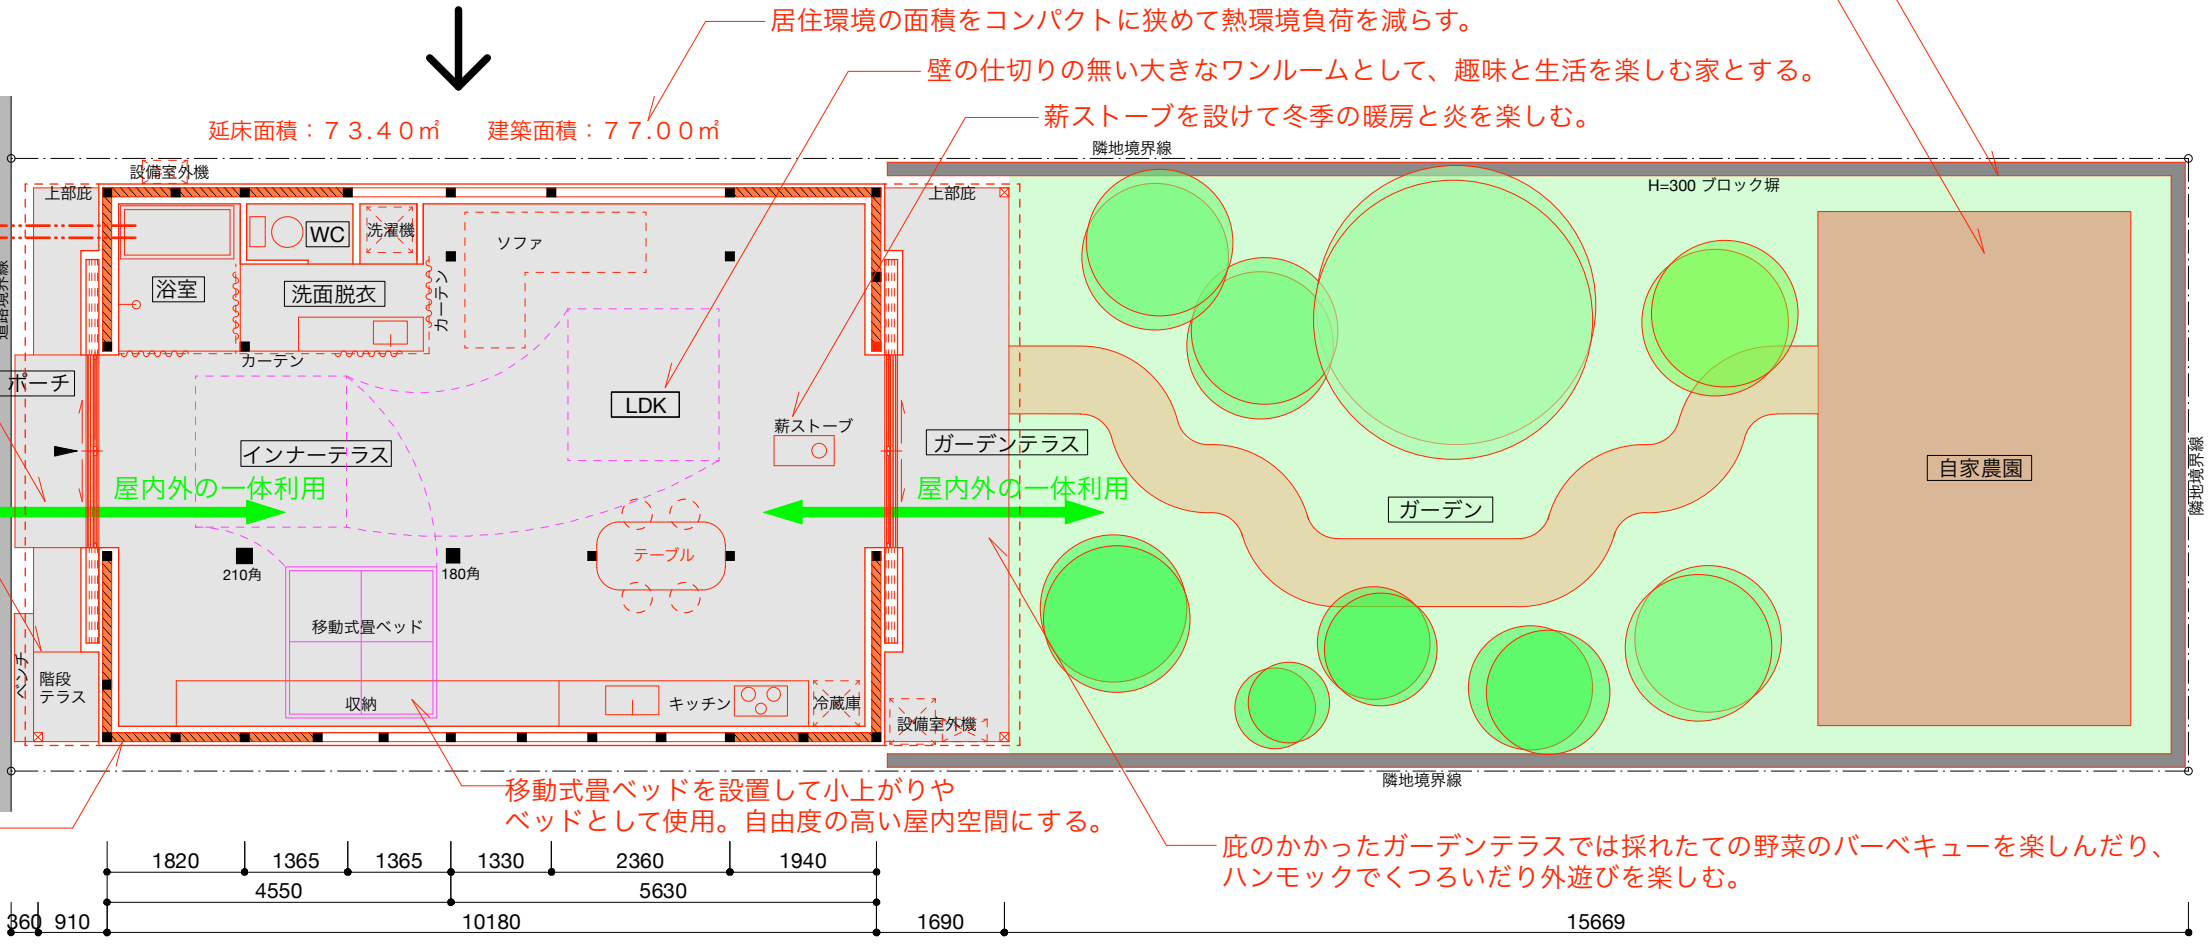 居住環境の面積をコンパクトに狭めて熱環境負荷を減らす。
壁の仕切りの無い大きなワンルームとして、趣味と生活を楽しむ家とする。
薪ストーブを設けて冬季の暖房と炎を楽しむ。
延床面積：７３.４０㎡ 建築面積：７７.００㎡
隣地境界線
設備室外機
上部庇
上部庇
H=300 ブロック塀
WC
洗濯機
ソファ
浴室
洗面脱衣
カーテン
道路境界線
カーテン
ポーチ
LDK
薪ストーブ
インナーテラス
ガーデンテラス
自家農園
隣地境界線
屋内外の一体利用
屋内外の一体利用
ガーデン
テーブル
210角
180角
移動式畳ベッド
ベンチ
階段
テラス
収納
キッチン
冷蔵庫
設備室外機
隣地境界線
移動式畳ベッドを設置して小上がりや
ベッドとして使用。自由度の高い屋内空間にする。
庇のかかったガーデンテラスでは採れたての野菜のバーベキューを楽しんだり、
ハンモックでくつろいだり外遊びを楽しむ。
1820 1365 1365 1330 2360 1940
4550 5630
360 910 10180 1690 15669